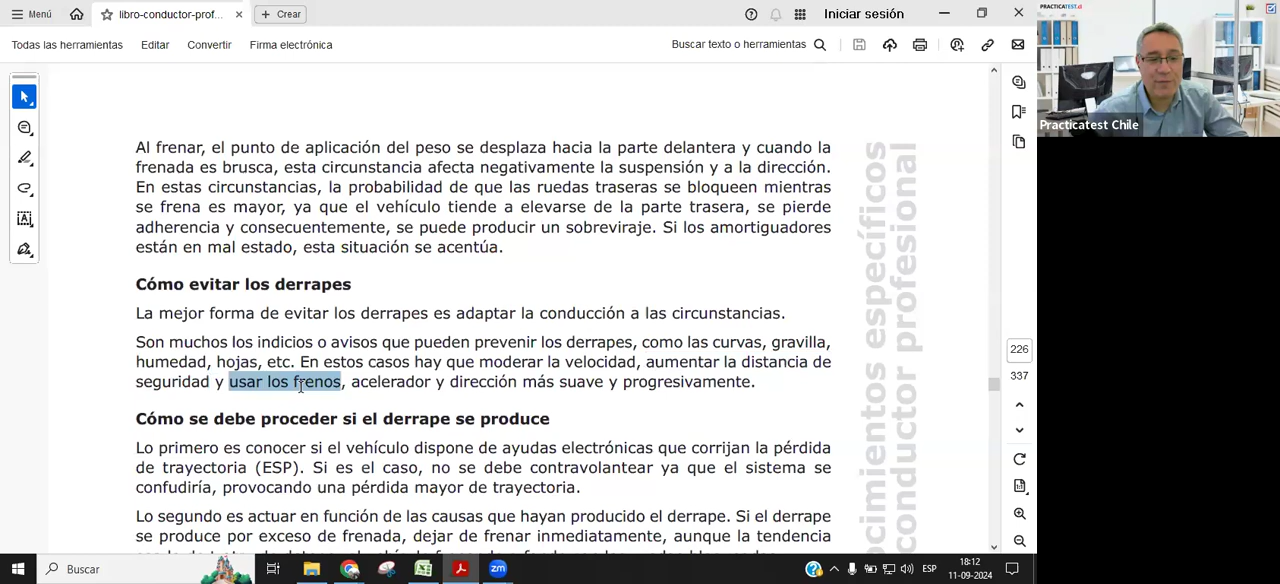 Menú
libro-conductor-prof...
Crear
Iniciar sesión
Todas las herramientas
Editar
Convertir
Firma electrónica
Buscar texto o herramientas
PRACTICATEST.cl
Practicatest Chile
Al frenar, el punto de aplicación del peso se desplaza hacia la parte delantera y cuando la
frenada es brusca, esta circunstancia afecta negativamente la suspensión y a la dirección.
En estas circunstancias, la probabilidad de que las ruedas traseras se bloqueen mientras
se frena es mayor, ya que el vehículo tiende a elevarse de la parte trasera, se pierde
adherencia y consecuentemente, se puede producir un sobreviraje. Si los amortiguadores
están en mal estado, esta situación se acentúa.
Cómo evitar los derrapes
La mejor forma de evitar los derrapes es adaptar la conducción a las circunstancias.
Son muchos los indicios o avisos que pueden prevenir los derrapes, como las curvas, gravilla,
humedad, hojas, etc. En estos casos hay que moderar la velocidad, aumentar la distancia de
seguridad y usar los frenos, acelerador y dirección más suave y progresivamente.
Cómo se debe proceder si el derrape se produce
Lo primero es conocer si el vehículo dispone de ayudas electrónicas que corrijan la pérdida
de trayectoria (ESP). Si es el caso, no se debe contravolantear ya que el sistema se
confudiría, provocando una pérdida mayor de trayectoria.
Lo segundo es actuar en función de las causas que hayan producido el derrape. Si el derrape
se produce por exceso de frenada, dejar de frenar inmediatamente, aunque la tendencia
ocimientos específicos
conductor profesional
226
337
Buscar
ESP
18:12
11-09-2024